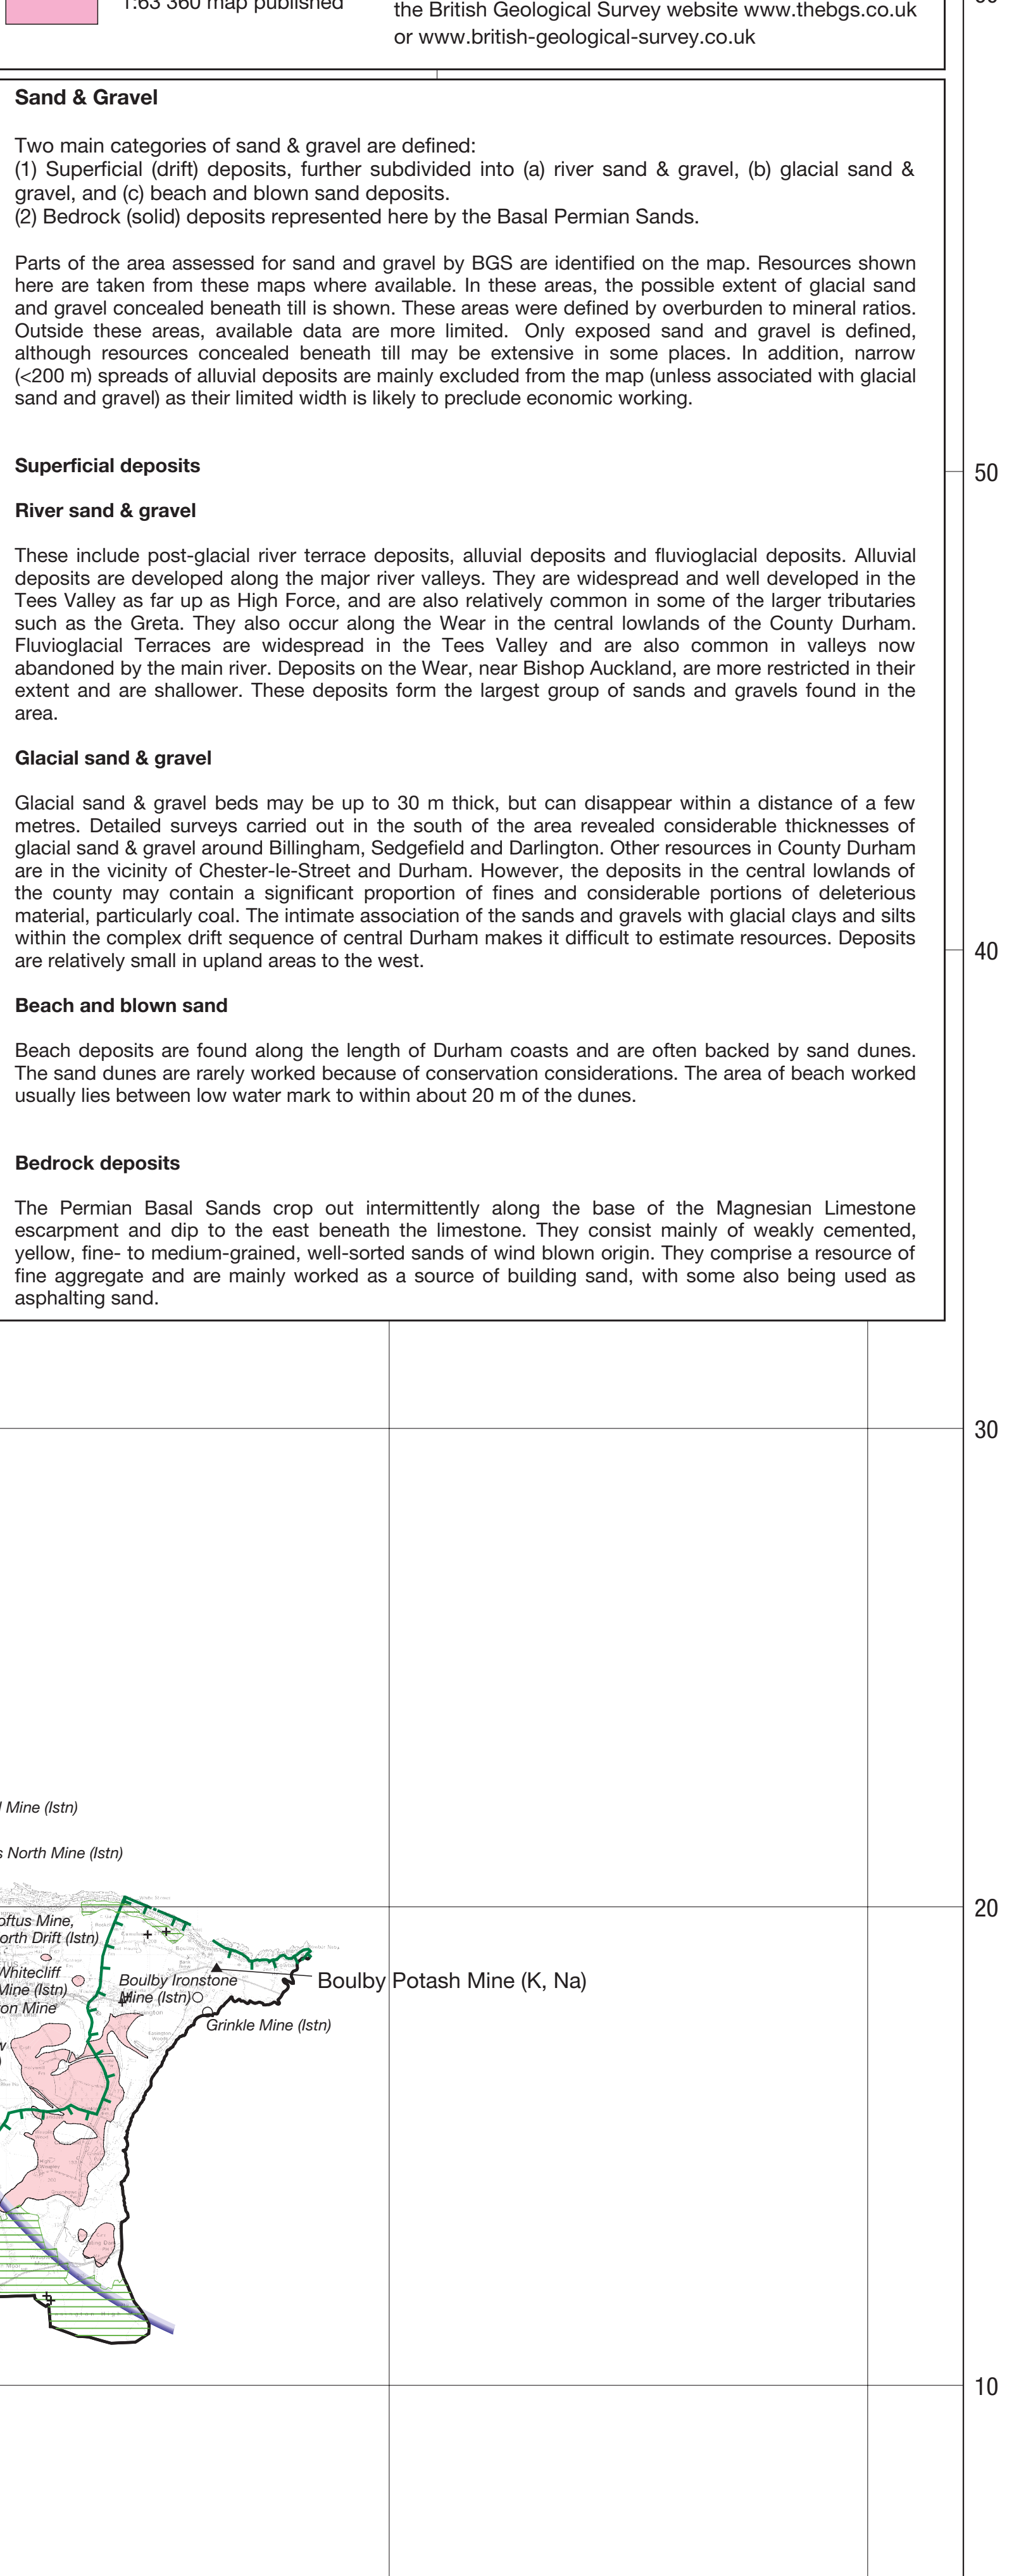 1:63 360 map published
the British Geological Survey website www.thebgs.co.uk
or www.british-geological-survey.co.uk
Sand & Gravel
Two main categories of sand & gravel are defined:
(1) Superficial (drift) deposits, further subdivided into (a) river sand & gravel, (b) glacial sand &
gravel, and (c) beach and blown sand deposits.
(2) Bedrock (solid) deposits represented here by the Basal Permian Sands.
Parts of the area assessed for sand and gravel by BGS are identified on the map. Resources shown
here are taken from these maps where available. In these areas, the possible extent of glacial sand
and gravel concealed beneath till is shown. These areas were defined by overburden to mineral ratios.
Outside these areas, available data are more limited. Only exposed sand and gravel is defined,
although resources concealed beneath till may be extensive in some places. In addition, narrow
(<200 m) spreads of alluvial deposits are mainly excluded from the map (unless associated with glacial
sand and gravel) as their limited width is likely to preclude economic working.
Superficial deposits
50
River sand & gravel
These include post-glacial river terrace deposits, alluvial deposits and fluvioglacial deposits. Alluvial
deposits are developed along the major river valleys. They are widespread and well developed in the
Tees Valley as far up as High Force, and are also relatively common in some of the larger tributaries
such as the Greta. They also occur along the Wear in the central lowlands of the County Durham.
Fluvioglacial Terraces are widespread in the Tees Valley and are also common in valleys now
abandoned by the main river. Deposits on the Wear, near Bishop Auckland, are more restricted in their
extent and are shallower. These deposits form the largest group of sands and gravels found in the
area.
Glacial sand & gravel
Glacial sand & gravel beds may be up to 30 m thick, but can disappear within a distance of a few
metres. Detailed surveys carried out in the south of the area revealed considerable thicknesses of
glacial sand & gravel around Billingham, Sedgefield and Darlington. Other resources in County Durham
are in the vicinity of Chester-le-Street and Durham. However, the deposits in the central lowlands of
the county may contain a significant proportion of fines and considerable portions of deleterious
material, particularly coal. The intimate association of the sands and gravels with glacial clays and silts
within the complex drift sequence of central Durham makes it difficult to estimate resources. Deposits
are relatively small in upland areas to the west.
40
Beach and blown sand
Beach deposits are found along the length of Durham coasts and are often backed by sand dunes.
The sand dunes are rarely worked because of conservation considerations. The area of beach worked
usually lies between low water mark to within about 20 m of the dunes.
Bedrock deposits
The Permian Basal Sands crop out intermittently along the base of the Magnesian Limestone
escarpment and dip to the east beneath the limestone. They consist mainly of weakly cemented,
yellow, fine- to medium-grained, well-sorted sands of wind blown origin. They comprise a resource of
fine aggregate and are mainly worked as a source of building sand, with some also being used as
asphalting sand.
30
Mine (Istn)
North Mine (Istn)
20
oftus Mine,
orth Drift (Istn)
Whitecliff
Mine (Istn)
on Mine
Boulby Ironstone
Mine (Istn)
Boulby Potash Mine (K, Na)
Grinkle Mine (Istn)
10